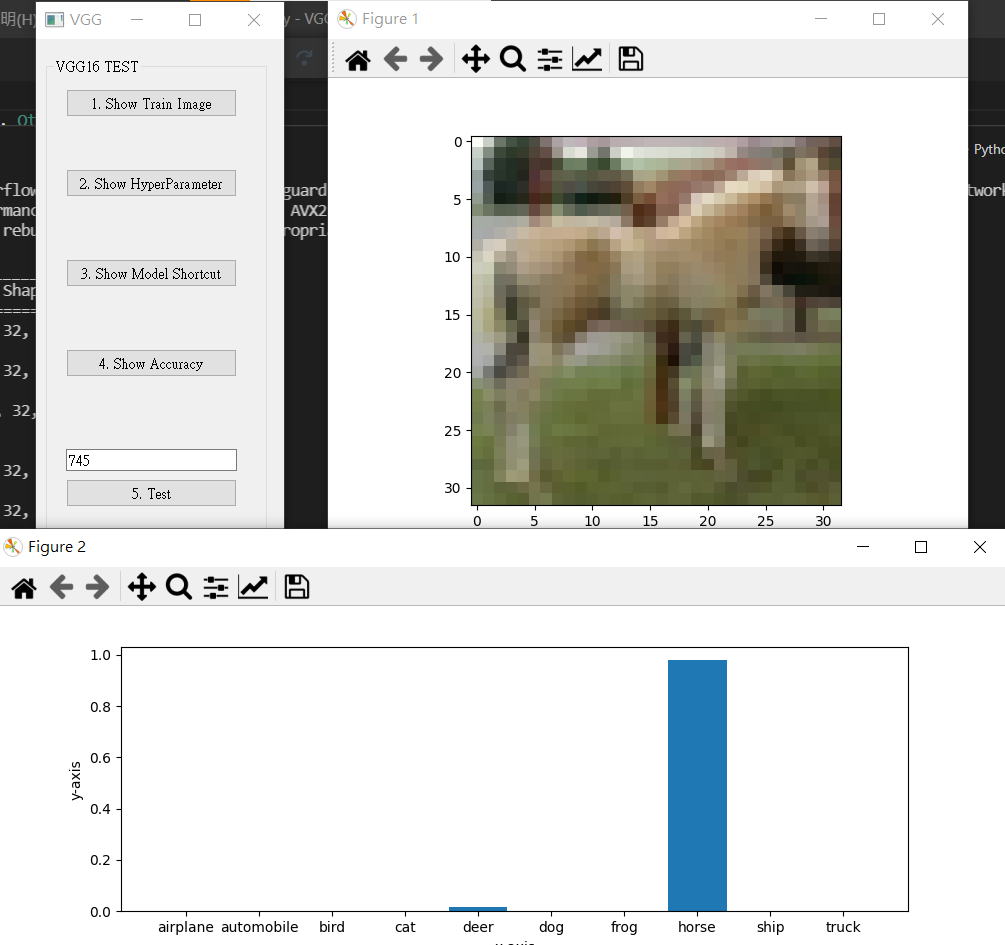 明(H)
VGG
y - VGG
Figure 1
VGG16 TEST
1. Show Train Image
. Ot
Pytho
2. Show HyperParameter
rflow
guard
twork
rmanc
AVX2
rebu
ropri
3. Show Model Shortcut
Shap
32,
4. Show Accuracy
32,
32,
745
32,
5. Test
32,
0
5
10
15
20
25
30
0 5 10 15 20 25 30
Figure 2
1.0
0.8
0.6
0.4
0.2
0.0
y-axis
airplane automobile bird cat deer dog frog horse ship truck